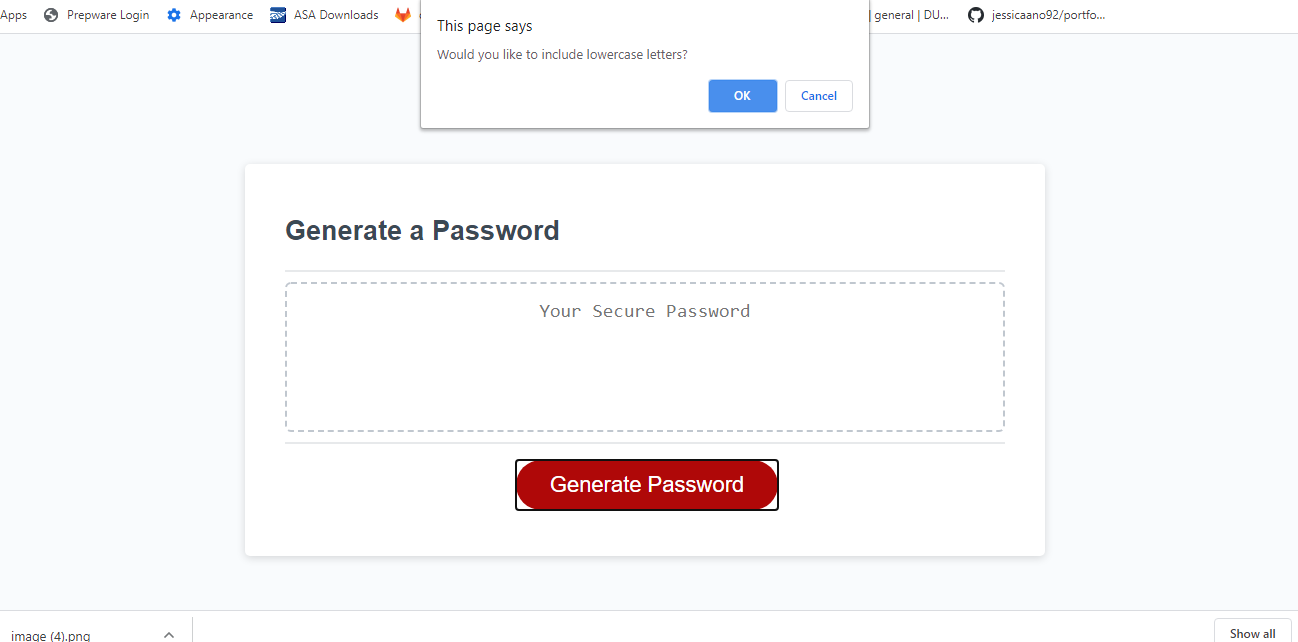 Apps Prepware Login Appearance ASA Downloads general | DU... jessicaano92/portfo...
This page says
Would you like to include lowercase letters?
OK Cancel
Generate a Password
Your Secure Password
Generate Password
image (4).png Show all